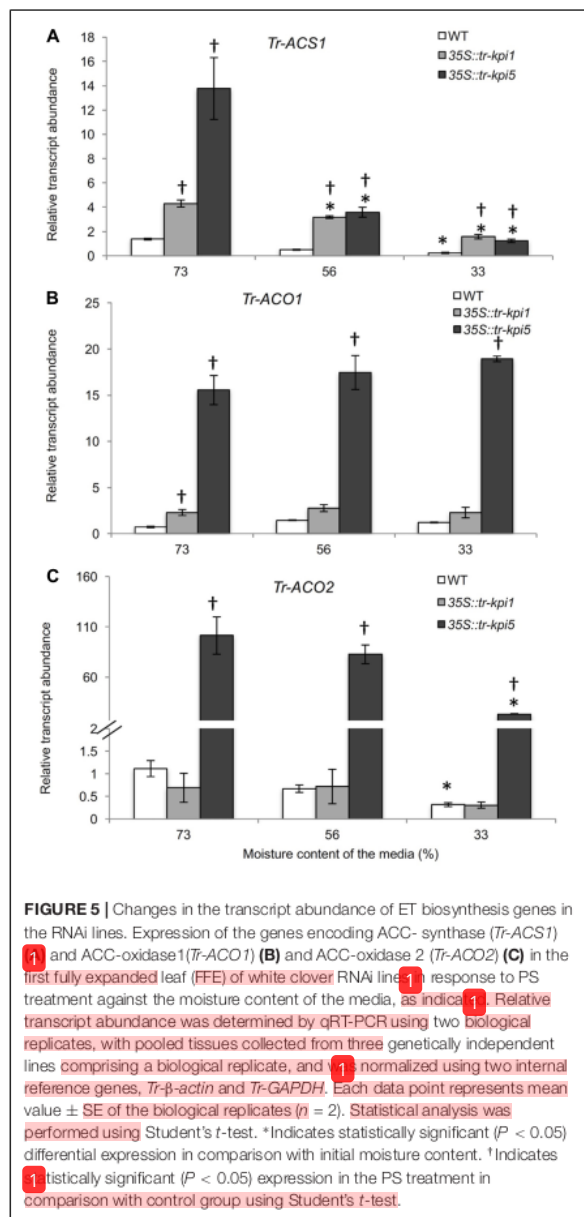 A
Tr-ACS1
WT
35S::tr-kpi1
35S::tr-kpi5
Relative transcript abundance
18
16
14
12
10
8
6
4
2
0
†
†
†
*
†
*
*
†
*
†
*
73
56
33
B
Tr-ACO1
WT
35S::tr-kpi1
35S::tr-kpi5
Relative transcript abundance
25
20
15
10
5
0
†
†
†
†
73
56
33
C
Tr-ACO2
WT
35S::tr-kpi1
35S::tr-kpi5
Relative transcript abundance
160
110
60
2
1.5
1
0.5
0
†
†
*
†
*
73
56
33
Moisture content of the media (%)
FIGURE 5 | Changes in the transcript abundance of ET biosynthesis genes in
the RNAi lines. Expression of the genes encoding ACC- synthase (Tr-ACS1)
1 and ACC-oxidase1(Tr-ACO1) (B) and ACC-oxidase 2 (Tr-ACO2) (C) in the
first fully expanded leaf (FFE) of white clover RNAi lines 1 in response to PS
treatment against the moisture content of the media, as indicated 1. Relative
transcript abundance was determined by qRT-PCR using two biological
replicates, with pooled tissues collected from three genetically independent
lines comprising a biological replicate, and 1 was normalized using two internal
reference genes, Tr-β-actin and Tr-GAPDH. Each data point represents mean
value ± SE of the biological replicates (n = 2). Statistical analysis was
performed using Student's t-test. *Indicates statistically significant (P < 0.05)
differential expression in comparison with initial moisture content. †Indicates
1 statistically significant (P < 0.05) expression in the PS treatment in
comparison with control group using Student's t-test.